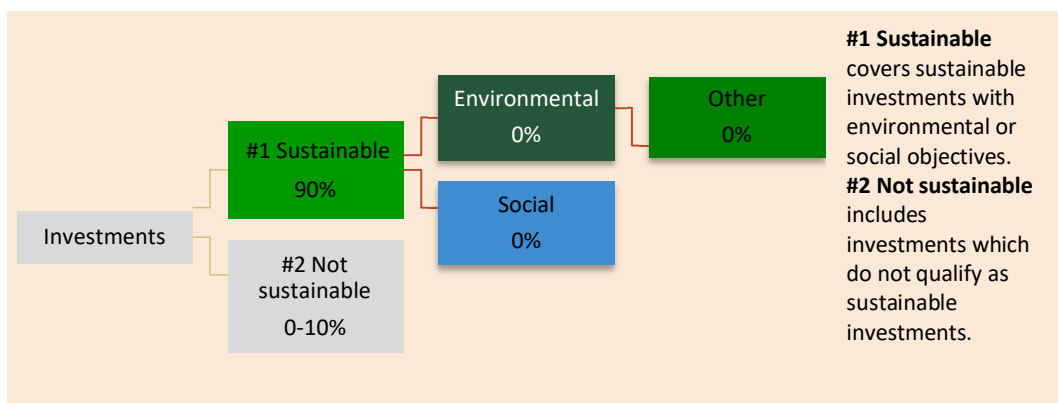 Investments
#1 Sustainable
90%
#2 Not
sustainable
0-10%
Environmental
0%
Social
0%
Other
0%
#1 Sustainable
covers sustainable
investments with
environmental or
social objectives.
#2 Not sustainable
includes
investments which
do not qualify as
sustainable
investments.